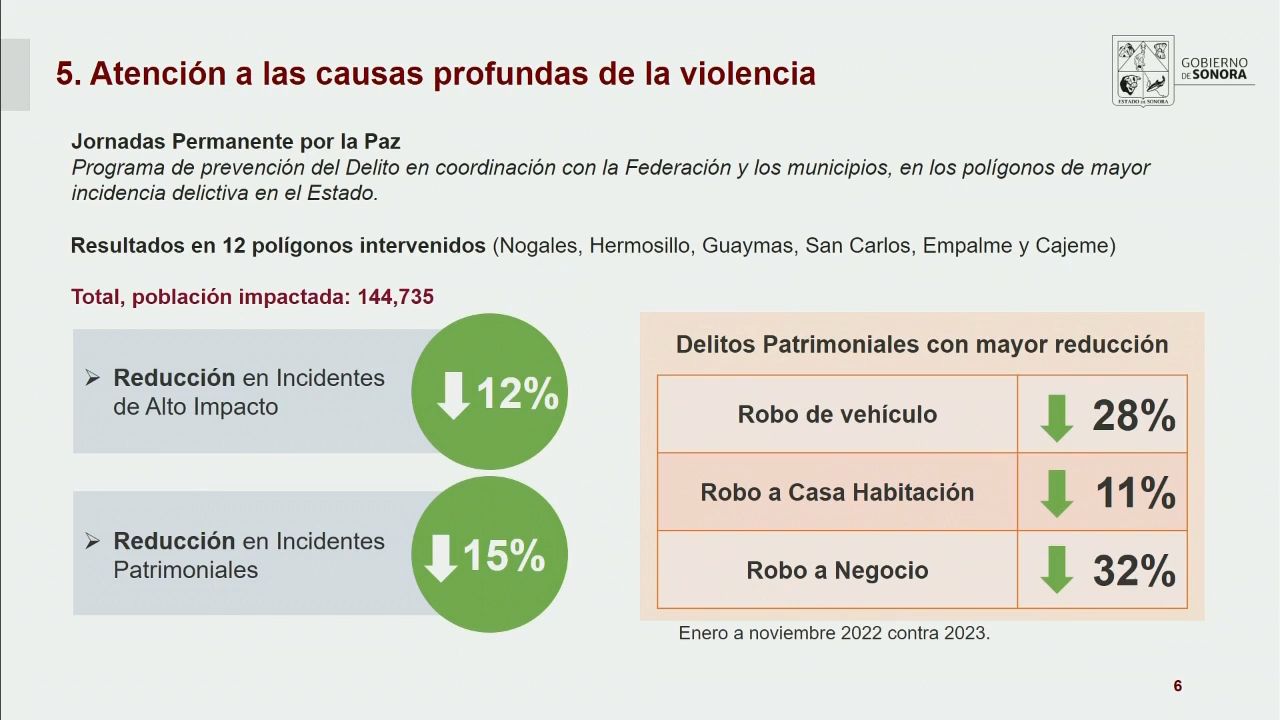 5. Atención a las causas profundas de la violencia
GOBIERNO
DE SONORA
ESTADO DE SONORA
Jornadas Permanente por la Paz
Programa de prevención del Delito en coordinación con la Federación y los municipios, en los polígonos de mayor
incidencia delictiva en el Estado.
Resultados en 12 polígonos intervenidos (Nogales, Hermosillo, Guaymas, San Carlos, Empalme y Cajeme)
Total, población impactada: 144,735
Reducción en Incidentes
de Alto Impacto
12%
Reducción en Incidentes
Patrimoniales
15%
Delitos Patrimoniales con mayor reducción
Robo de vehículo 28%
Robo a Casa Habitación 11%
Robo a Negocio 32%
Enero a noviembre 2022 contra 2023.
6